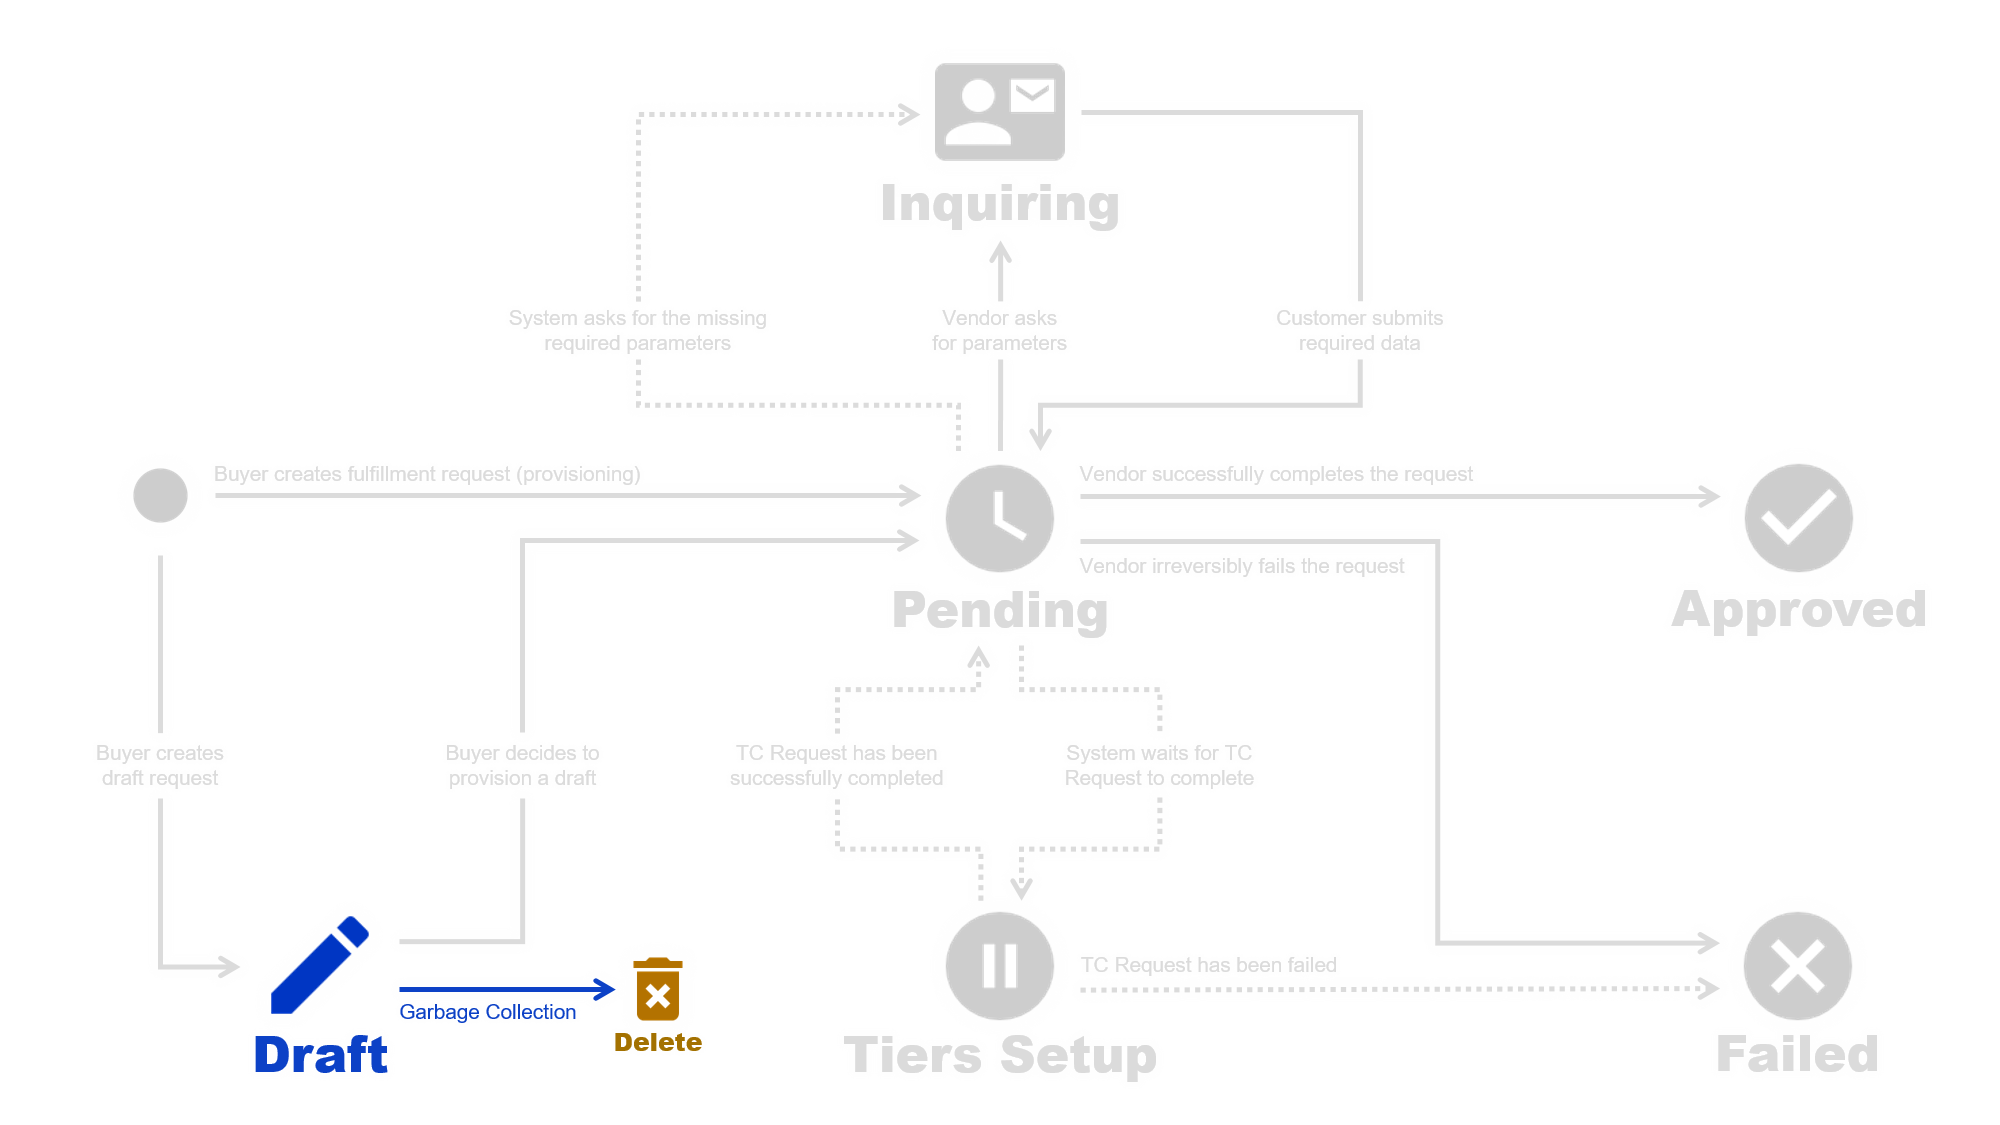 Inquiring
System asks for the missing
required parameters
Vendor asks
for parameters
Customer submits
required data
Buyer creates fulfillment request (provisioning)
Vendor successfully completes the request
Vendor irreversibly fails the request
Pending
Approved
Buyer creates
draft request
Buyer decides to
provision a draft
TC Request has been
successfully completed
System waits for TC
Request to complete
TC Request has been failed
Garbage Collection
Delete
Draft
Tiers Setup
Failed